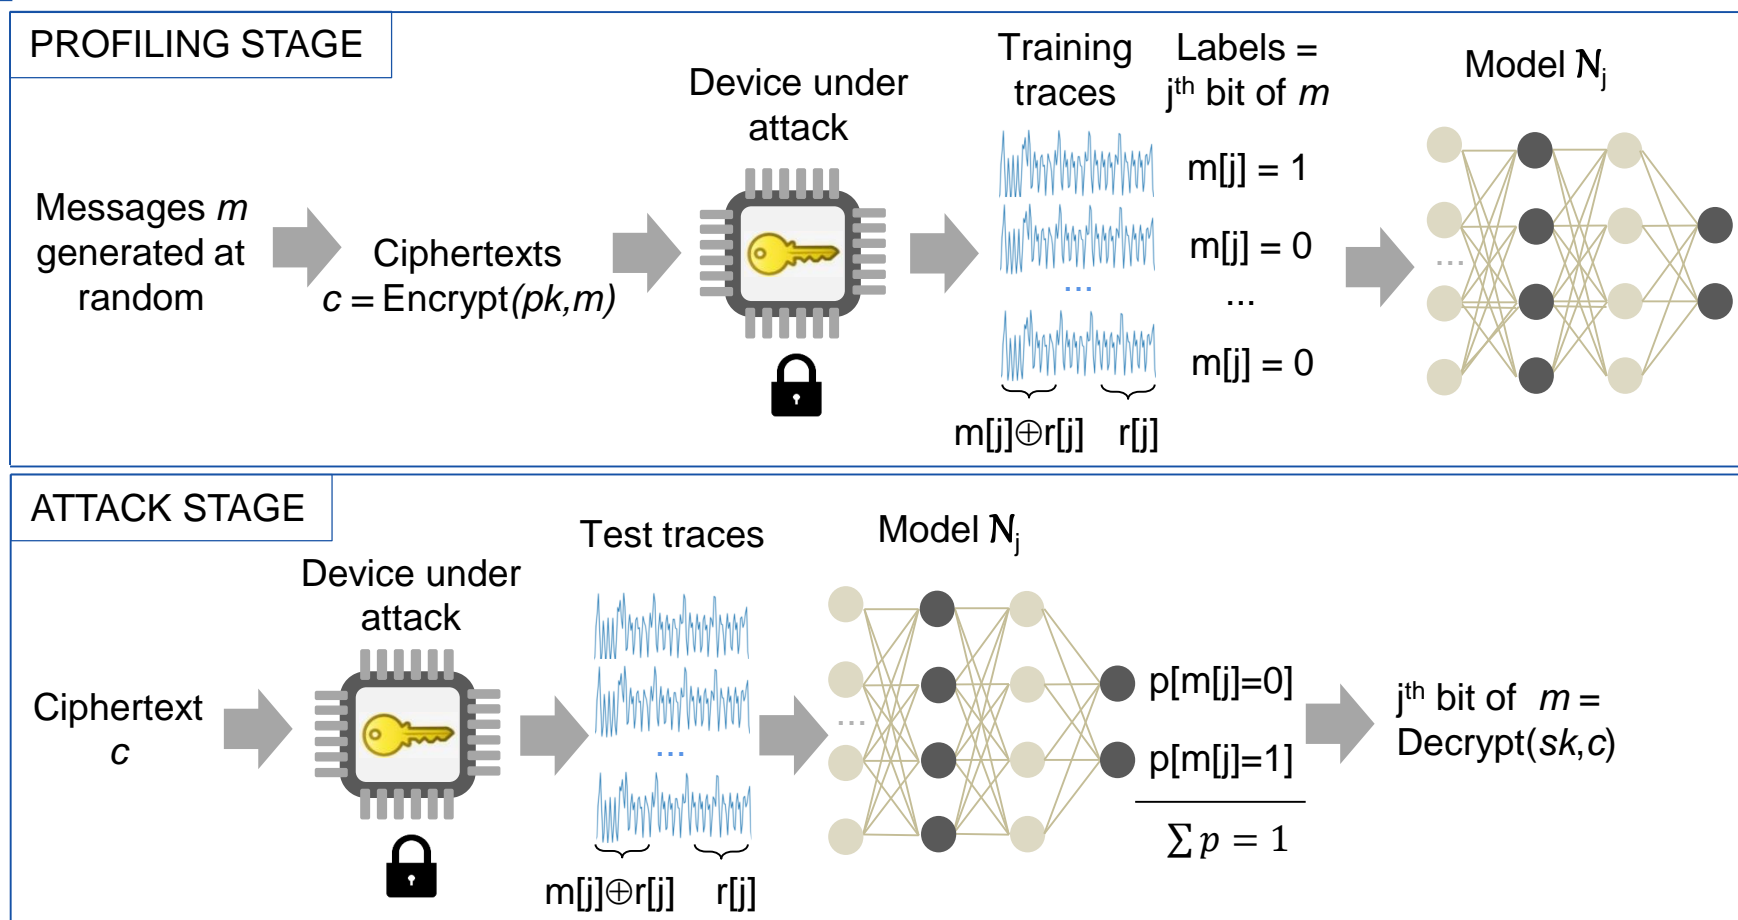 PROFILING STAGE
Messages m
generated at
random
Ciphertexts
c = Encrypt(pk,m)
Device under
attack
Training
traces
...
m[j]⊕r[j] r[j]
Labels =
jth bit of m
m[j] = 1
m[j] = 0
...
m[j] = 0
Model Nj
...
ATTACK STAGE
Ciphertext
c
Device under
attack
Test traces
...
m[j]⊕r[j] r[j]
Model Nj
...
p[m[j]=0]
p[m[j]=1]
∑ p = 1
jth bit of m =
Decrypt(sk,c)